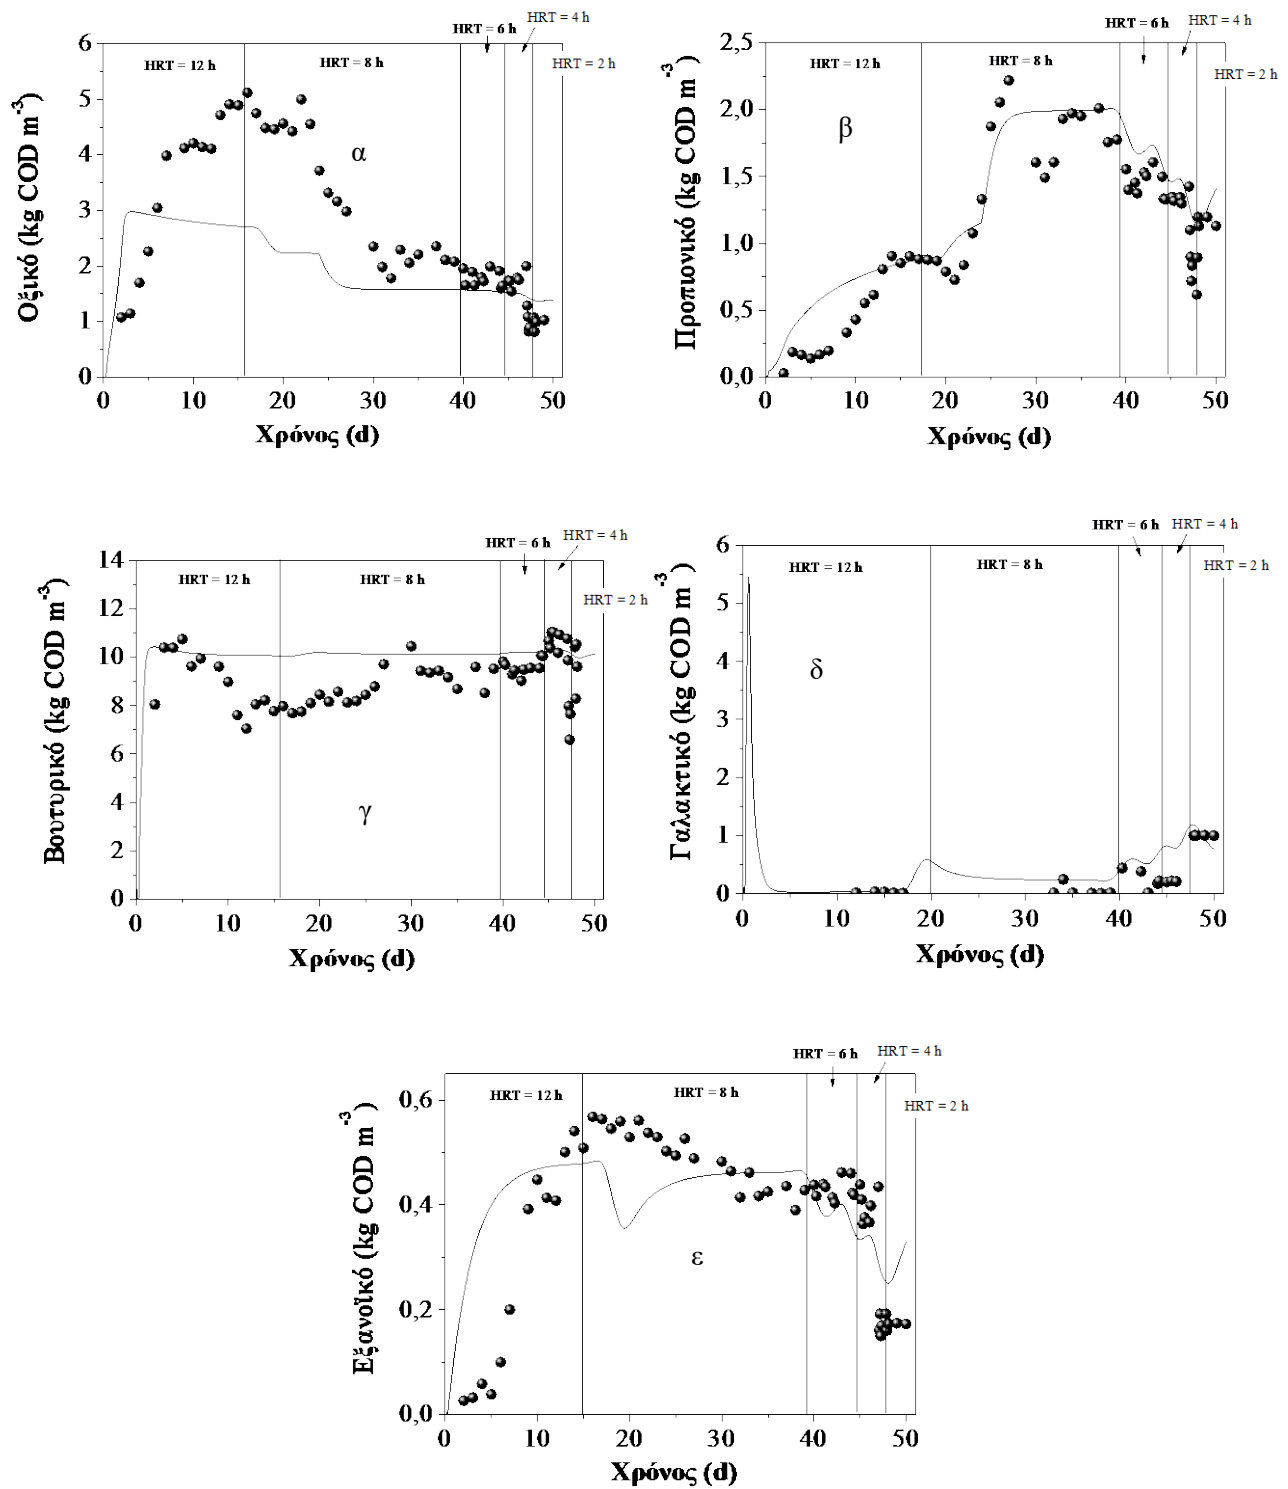 HRT = 4 h
HRT = 6 h
6
HRT = 12 h
HRT = 8 h
HRT = 2 h
5
4
3
2
1
0
α
Οξικό (kg COD m-3)
0 10 20 30 40 50
Χρόνος (d)
HRT = 6 h
HRT = 4 h
2,5
HRT = 12 h
HRT = 8 h
HRT = 2 h
2,0
1,5
1,0
0,5
0,0
β
Προπιονικό (kg COD m-3)
0 10 20 30 40 50
Χρόνος (d)
HRT = 4 h
HRT = 6 h
14
HRT = 12 h
HRT = 8 h
HRT = 2 h
12
10
8
6
4
2
0
γ
Βουτυρικό (kg COD m-3)
0 10 20 30 40 50
Χρόνος (d)
HRT = 6 h
HRT = 4 h
HRT = 12 h
HRT = 8 h
HRT = 2 h
6
5
4
3
2
1
0
δ
Γαλακτικό (kg COD m-3)
0 10 20 30 40 50
Χρόνος (d)
HRT = 6 h
HRT = 4 h
HRT = 12 h
HRT = 8 h
HRT = 2 h
0,6
0,4
0,2
0,0
ε
Εξανοϊκό (kg COD m-3)
0 10 20 30 40 50
Χρόνος (d)